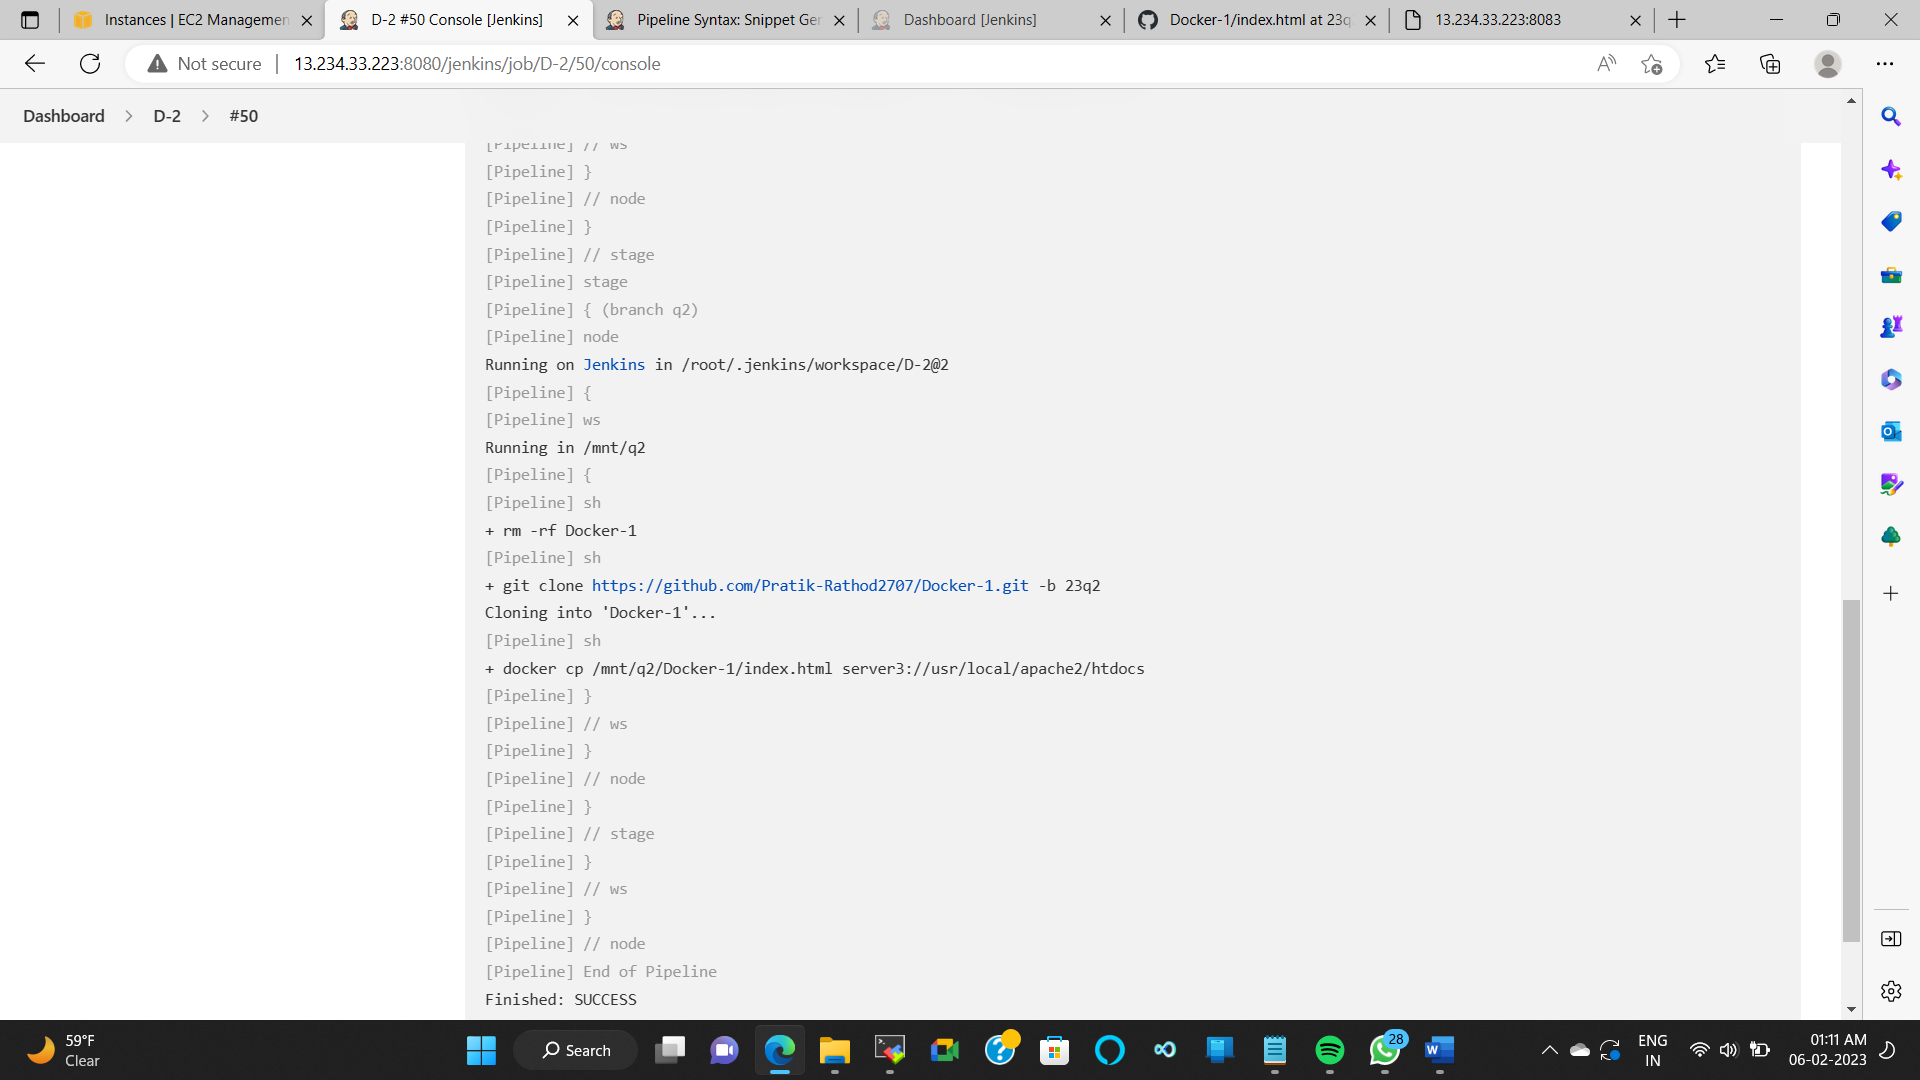 Instances | EC2 Managemen
D-2 #50 Console [Jenkins]
Pipeline Syntax: Snippet Ger
Dashboard [Jenkins]
Docker-1/index.html at 23q
13.234.33.223:8083
Not secure
13.234.33.223:8080/jenkins/job/D-2/50/console
Dashboard > D-2 > #50
[Pipeline] // ws
[Pipeline] }
[Pipeline] // node
[Pipeline] }
[Pipeline] // stage
[Pipeline] stage
[Pipeline] { (branch q2)
[Pipeline] node
Running on Jenkins in /root/.jenkins/workspace/D-2@2
[Pipeline] {
[Pipeline] ws
Running in /mnt/q2
[Pipeline] {
[Pipeline] sh
+ rm -rf Docker-1
[Pipeline] sh
+ git clone https://github.com/Pratik-Rathod2707/Docker-1.git -b 23q2
Cloning into 'Docker-1'...
[Pipeline] sh
+ docker cp /mnt/q2/Docker-1/index.html server3://usr/local/apache2/htdocs
[Pipeline] }
[Pipeline] // ws
[Pipeline] }
[Pipeline] // node
[Pipeline] }
[Pipeline] // stage
[Pipeline] }
[Pipeline] // ws
[Pipeline] }
[Pipeline] // node
[Pipeline] End of Pipeline
Finished: SUCCESS
59°F
Clear
Search
28
ENG
IN
01:11 AM
06-02-2023